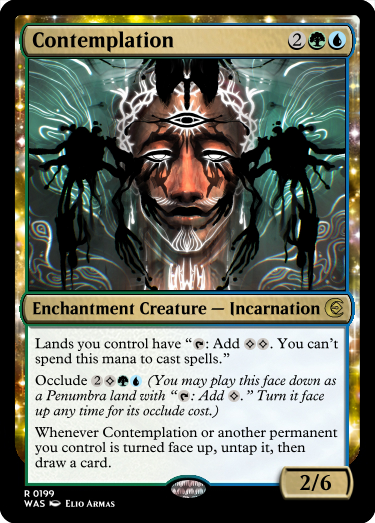 Contemplation 2
Enchantment Creature — Incarnation
Lands you control have “: Add . You can’t
spend this mana to cast spells.”
Occlude 2 (You may play this face down as
a Penumbra land with “: Add .” Turn it face
up any time for its occlude cost.)
Whenever Contemplation or another permanent
you control is turned face up, untap it, then
draw a card.
2/6
R 0199
WAS Elio Armas